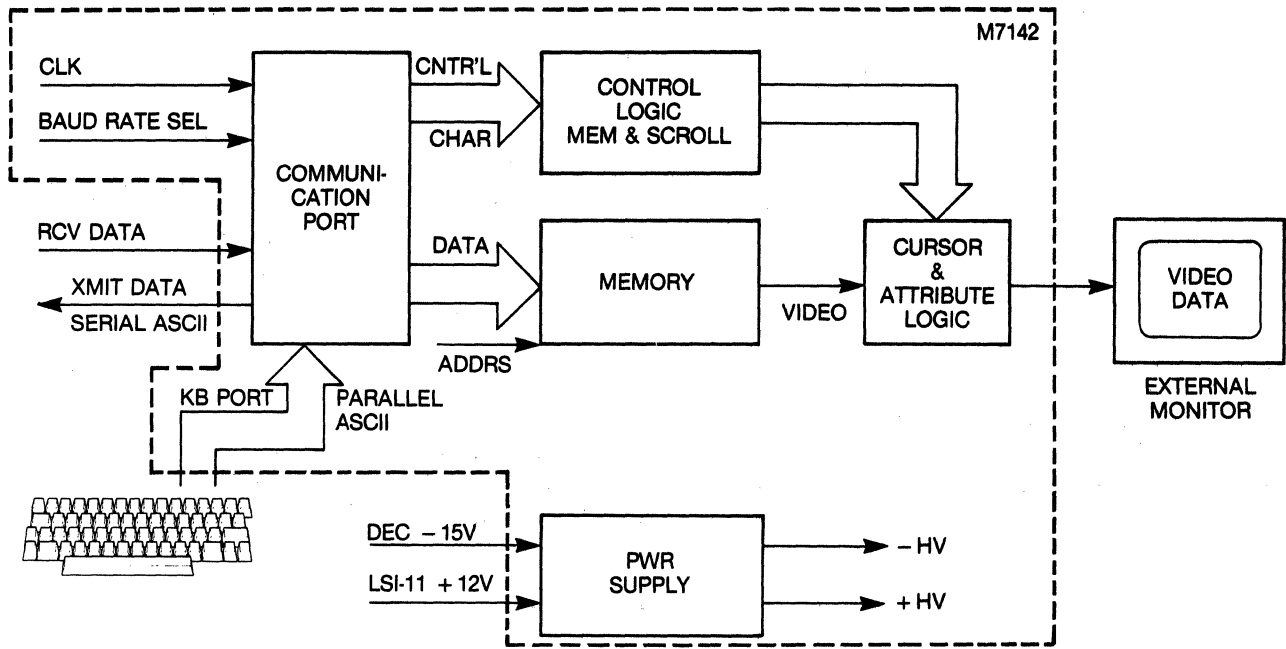 M7142
CLK
BAUD RATE SEL
RCV DATA
XMIT DATA
SERIAL ASCII
COMMUNI-
CATION
PORT
CNTR'L
CHAR
CONTROL
LOGIC
MEM & SCROLL
DATA
ADDRS
MEMORY
VIDEO
CURSOR
&
ATTRIBUTE
LOGIC
VIDEO
DATA
EXTERNAL
MONITOR
KB PORT
PARALLEL
ASCII
DEC – 15V
LSI-11 + 12V
PWR
SUPPLY
– HV
+ HV